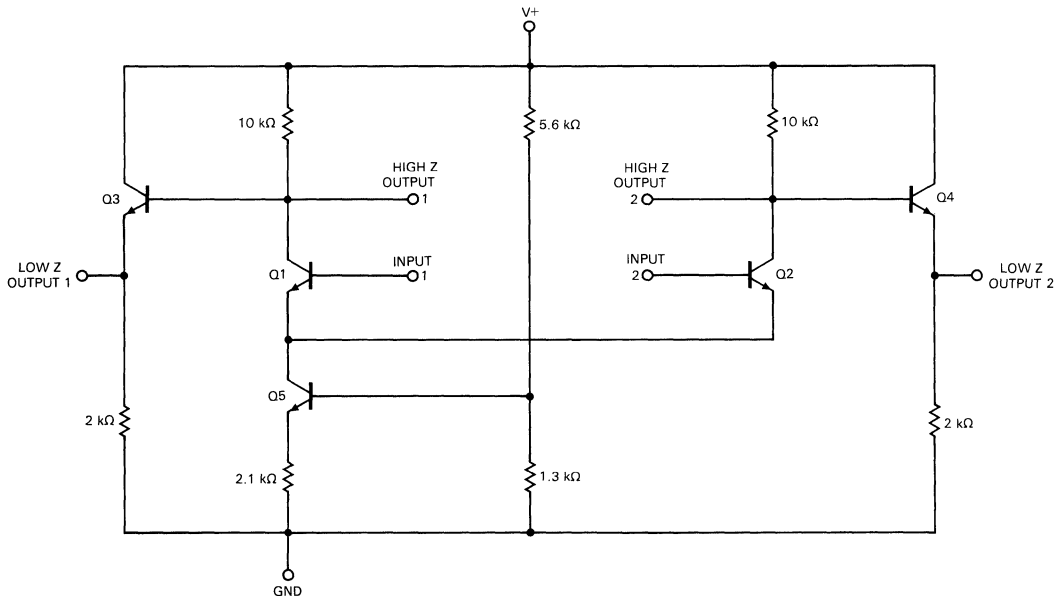 V+
10 kΩ
5.6 kΩ
10 kΩ
HIGH Z
OUTPUT
1
HIGH Z
OUTPUT
2
Q3
Q4
INPUT
1
INPUT
2
Q1
Q2
LOW Z
OUTPUT 1
LOW Z
OUTPUT 2
Q5
2 kΩ
2 kΩ
2.1 kΩ
1.3 kΩ
GND